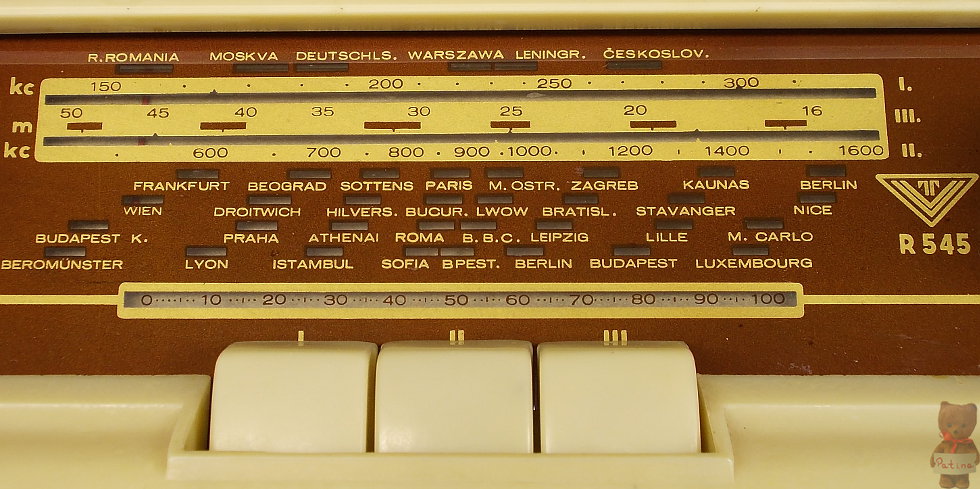 R.ROMANIA MOSKVA DEUTSCHLS. WARSZAWA LENINGR. ČESKOSLOV.
kc 150 200 250 300 I.
50 45 40 35 30 25 20 16
m III.
kc 600 700 800 900 1000 1200 1400 1600 II.
FRANKFURT BEOGRAD SOTTENS PARIS M. OSTR. ZAGREB KAUNAS BERLIN
WIEN DROITWICH HILVERS. BUCUR. LWOW BRATISL. STAVANGER NICE
BUDAPEST K. PRAHA ATHENAI ROMA B.B.C. LEIPZIG LILLE M. CARLO
BEROMÜNSTER LYON ISTAMBUL SOFIA BPEST. BERLIN BUDAPEST LUXEMBOURG
T
R 545
0 10 20 30 40 50 60 70 80 90 100
I II III
Patina